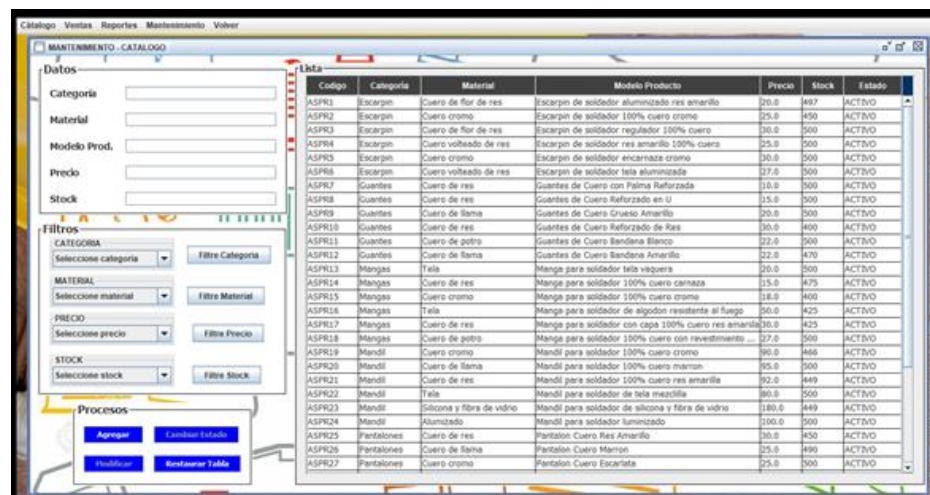 Cátalogo Ventas Reportes Mantenimiento Volver
MANTENIMIENTO - CATALOGO
Datos
Categoría
Material
Modelo Prod.
Precio
Stock
Filtros
CATEGORIA
Seleccione categoria
Filtre Categoria
MATERIAL
Seleccione material
Filtre Material
PRECIO
Seleccione precio
Filtra Precio
STOCK
Seleccione stock
Filtre Stock
Procesos
Agregar Cambiar Estado
Modificar Restaurar Tabla
Lista
Codigo Categoria Material Modelo Producto Precio Stock Estado
ASPR1 Escarpin Cuero de flor de res Escarpin de soldador aluminizado res amarillo 20.0 497 ACTIVO
ASPR2 Escarpin Cuero cromo Escarpin de soldador 100% cuero cromo 25.0 450 ACTIVO
ASPR3 Escarpin Cuero de flor de res Escarpin de soldador regulador 100% cuero 30.0 500 ACTIVO
ASPR4 Escarpin Cuero volteado de res Escarpin de soldador res amarillo 100% cuero 25.0 500 ACTIVO
ASPR5 Escarpin Cuero cromo Escarpin de soldador encarnaza cromo 30.0 500 ACTIVO
ASPR6 Escarpin Cuero volteado de res Escarpin de soldador tela aluminizada 27.0 500 ACTIVO
ASPR7 Guantes Cuero de res Guantes de Cuero con Palma Reforzada 10.0 500 ACTIVO
ASPR8 Guantes Cuero de res Guantes de Cuero Reforzado en U 15.0 500 ACTIVO
ASPR9 Guantes Cuero de llama Guantes de Cuero Grueso Amarillo 20.0 500 ACTIVO
ASPR10 Guantes Cuero de res Guantes de Cuero Reforzado de Res 30.0 400 ACTIVO
ASPR11 Guantes Cuero de potro Guantes de Cuero Bandana Blanco 22.0 500 ACTIVO
ASPR12 Guantes Cuero de llama Guantes de Cuero Bandana Amarillo 22.0 470 ACTIVO
ASPR13 Mangas Tela Manga para soldador tela vaquera 20.0 500 ACTIVO
ASPR14 Mangas Cuero de res Manga para soldador 100% cuero carnaza 15.0 475 ACTIVO
ASPR15 Mangas Cuero cromo Manga para soldador 100% cuero cromo 18.0 400 ACTIVO
ASPR16 Mangas Tela Manga para soldador de algodon resistente al fuego 50.0 425 ACTIVO
ASPR17 Mangas Cuero de res Manga para soldador con capa 100% cuero res amarilla 30.0 425 ACTIVO
ASPR18 Mangas Cuero de potro Manga para soldador 100% cuero con revestimiento ... 27.0 500 ACTIVO
ASPR19 Mandil Cuero cromo Mandil para soldador 100% cuero cromo 90.0 466 ACTIVO
ASPR20 Mandil Cuero de llama Mandil para soldador 100% cuero marron 95.0 500 ACTIVO
ASPR21 Mandil Cuero de res Mandil para soldador 100% cuero res amarilla 92.0 449 ACTIVO
ASPR22 Mandil Tela Mandil para soldador de tela mezclilla 80.0 500 ACTIVO
ASPR23 Mandil Silicona y fibra de vidrio Mandil para soldador de silicona y fibra de vidrio 180.0 449 ACTIVO
ASPR24 Mandil Alumizado Mandil para soldador luminizado 100.0 500 ACTIVO
ASPR25 Pantalones Cuero de res Pantalon Cuero Res Amarillo 30.0 450 ACTIVO
ASPR26 Pantalones Cuero de llama Pantalon Cuero Marron 25.0 490 ACTIVO
ASPR27 Pantalones Cuero cromo Pantalon Cuero Escarlata 25.0 500 ACTIVO